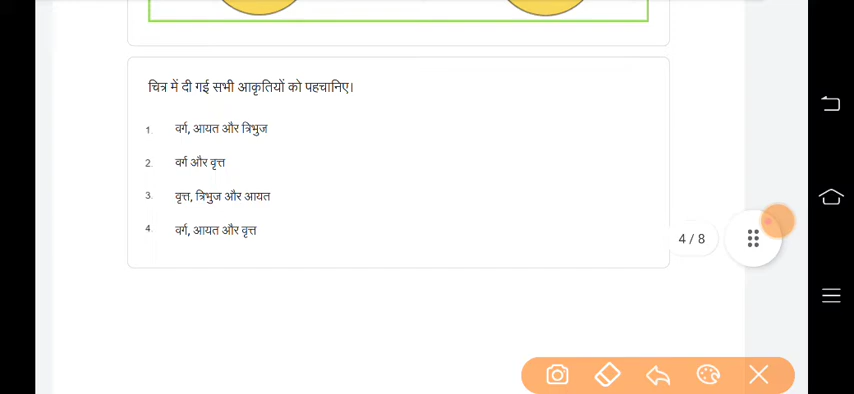 चित्र में दी गई सभी आकृतियों को पहचानिए।
1. वर्ग, आयत और त्रिभुज
2. वर्ग और वृत्त
3. वृत्त, त्रिभुज और आयत
4. वर्ग, आयत और वृत्त
4 / 8